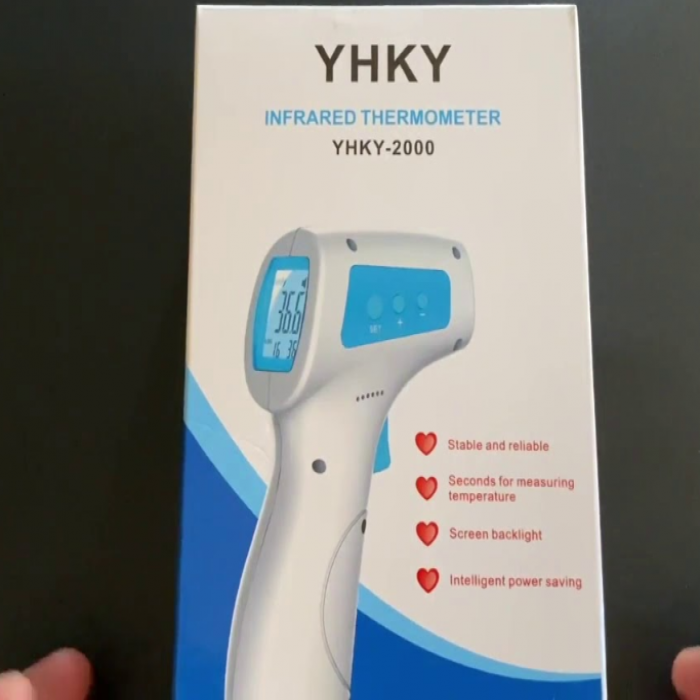 YHKY
INFRARED THERMOMETER
YHKY-2000
36.6
SET + -
Stable and reliable
Seconds for measuring
temperature
Screen backlight
Intelligent power saving